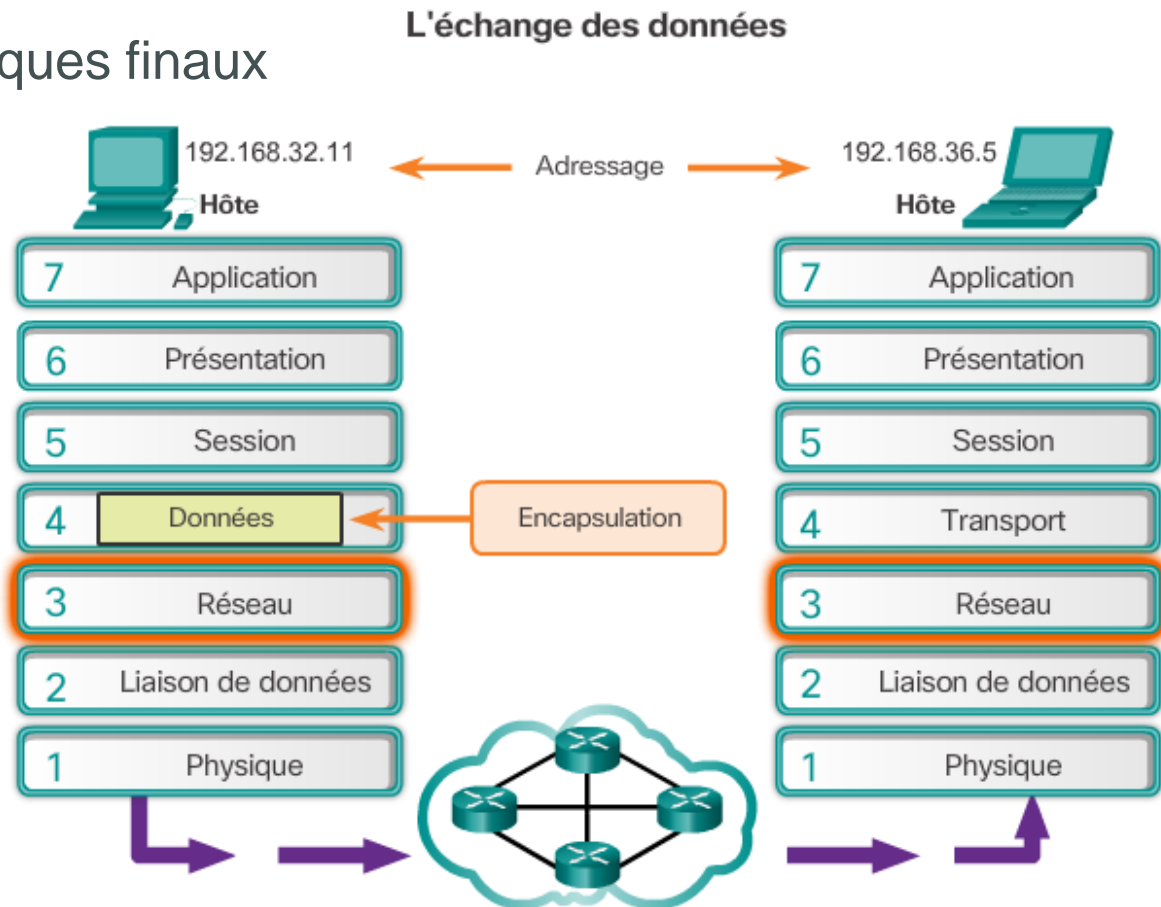 L'échange des données
ques finaux
192.168.32.11
Adressage
192.168.36.5
Hôte
Hôte
7 Application
7 Application
6 Présentation
6 Présentation
5 Session
5 Session
4 Données
Encapsulation
4 Transport
3 Réseau
3 Réseau
2 Liaison de données
2 Liaison de données
1 Physique
1 Physique